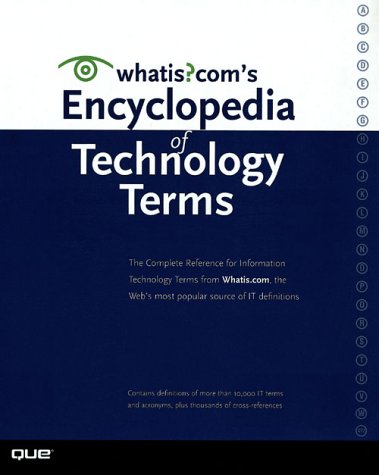 whatis?com's
Encyclopedia
of
Technology
Terms
The Complete Reference for Information
Technology Terms from Whatis.com, the
Web's most popular source of IT definitions
Contains definitions of more than 10,000 IT terms
and acronyms, plus thousands of cross-references
QUE
A
B
C
D
E
F
G
H
I
J
K
L
M
N
O
P
Q
R
S
T
U
V
W